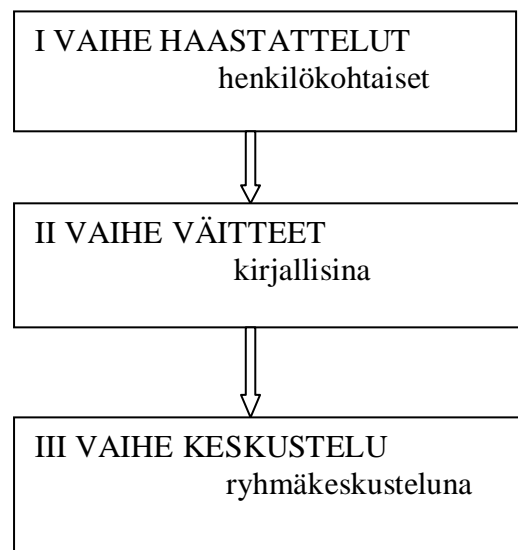 I VAIHE HAASTATTELUT
henkilökohtaiset
II VAIHE VÄITTEET
kirjallisina
III VAIHE KESKUSTELU
ryhmäkeskusteluna